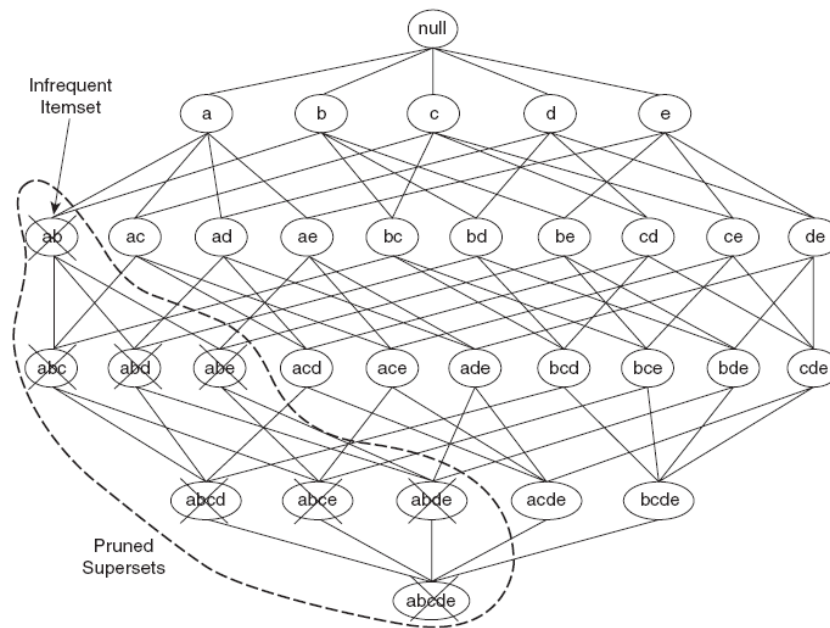 null
Infrequent
Itemset
a b c d e
ab ac ad ae bc bd be cd ce de
abc abd abe acd ace ade bcd bce bde cde
abcd abce abde acde bcde
Pruned
Supersets
abcde